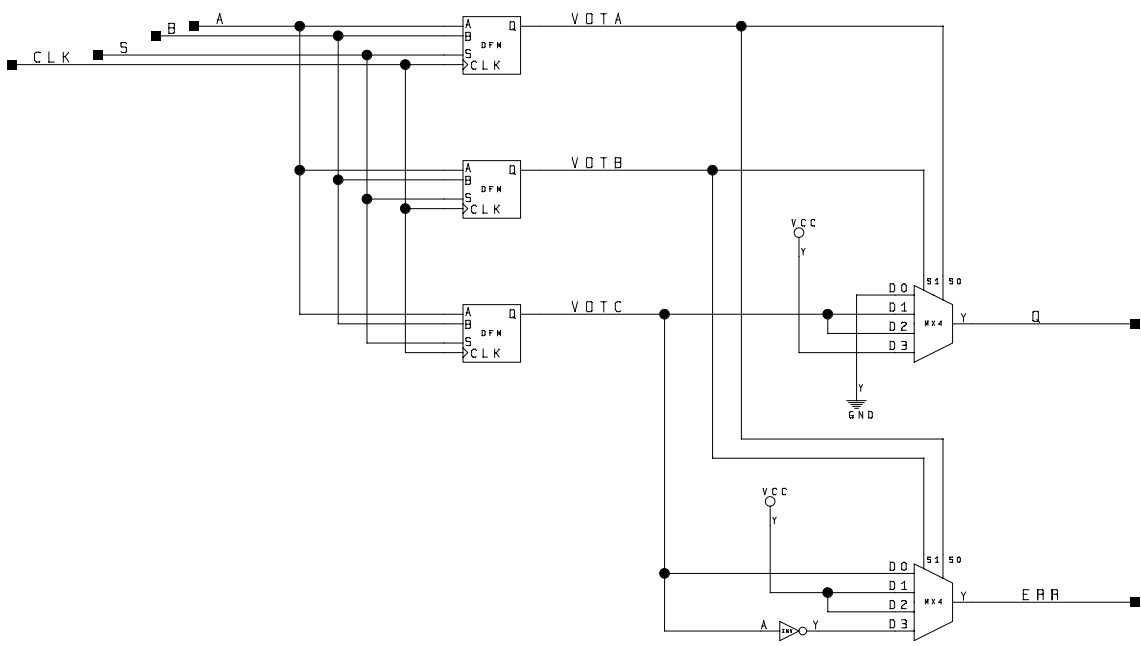 A
B
S
CLK
A
B
S
CLK
DFM
Q
VOTA
A
B
S
CLK
DFM
Q
VOTB
A
B
S
CLK
DFM
Q
VOTC
VCC
Y
S1 S0
D0
D1
D2
D3
MX4
Y
Q
Y
GND
VCC
Y
S1 S0
D0
D1
D2
D3
MX4
Y
ERR
A
INV
Y